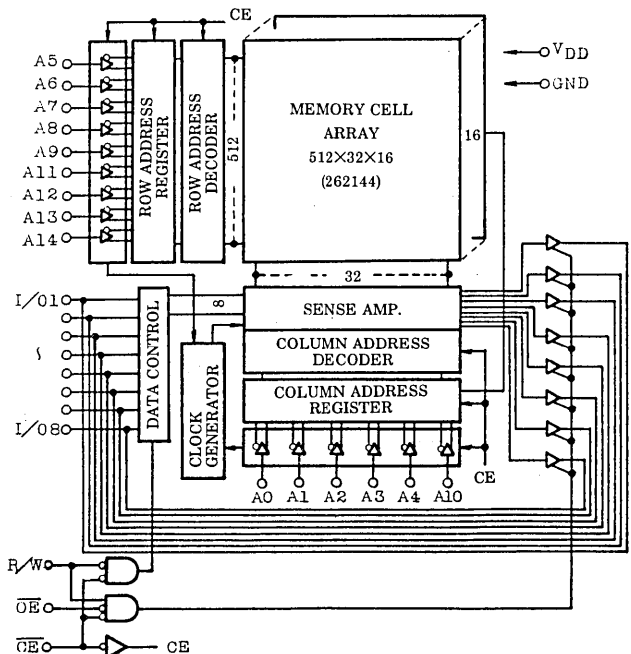 CE
A5
A6
A7
A8
A9
A11
A12
A13
A14
ROW ADDRESS
REGISTER
ROW ADDRESS
DECODER
512
MEMORY CELL
ARRAY
512×32×16
(262144)
16
VDD
GND
32
I/O1
I/O8
DATA CONTROL
8
CLOCK
GENERATOR
SENSE AMP.
COLUMN ADDRESS
DECODER
COLUMN ADDRESS
REGISTER
CE
A0 A1 A2 A3 A4 A10
R/W
OE
CE
CE